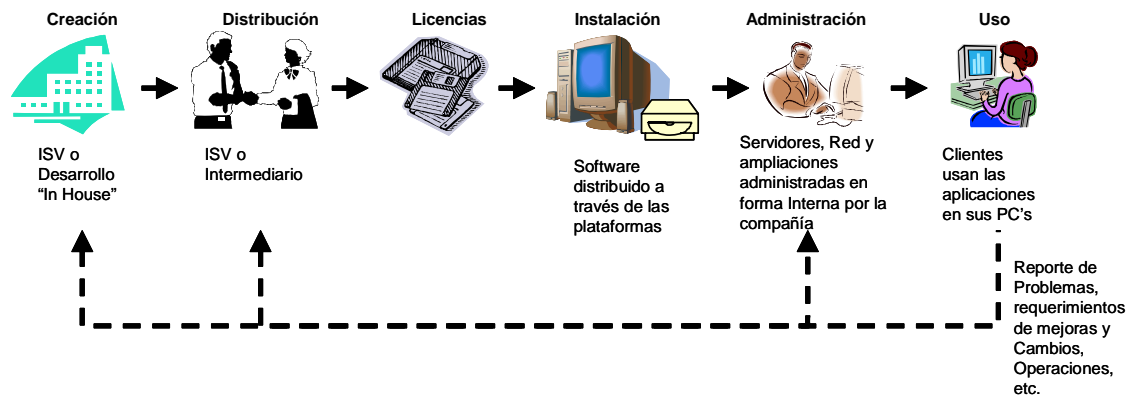 Creación
Distribución
Licencias
Instalación
Administración
Uso
ISV o
Desarrollo
“In House”
ISV o
Intermediario
Software
distribuido a
través de las
plataformas
Servidores, Red y
ampliaciones
administradas en
forma Interna por la
compañía
Clientes
usan las
aplicaciones
en sus PC's
Reporte de
Problemas,
requerimientos
de mejoras y
Cambios,
Operaciones,
etc.